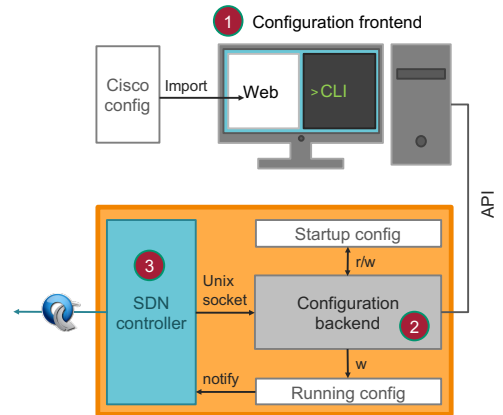 1 Configuration frontend
Cisco
config
Import
Web
>CLI
API
Startup config
r/w
3
SDN
controller
Unix
socket
Configuration
backend
2
w
notify
Running config